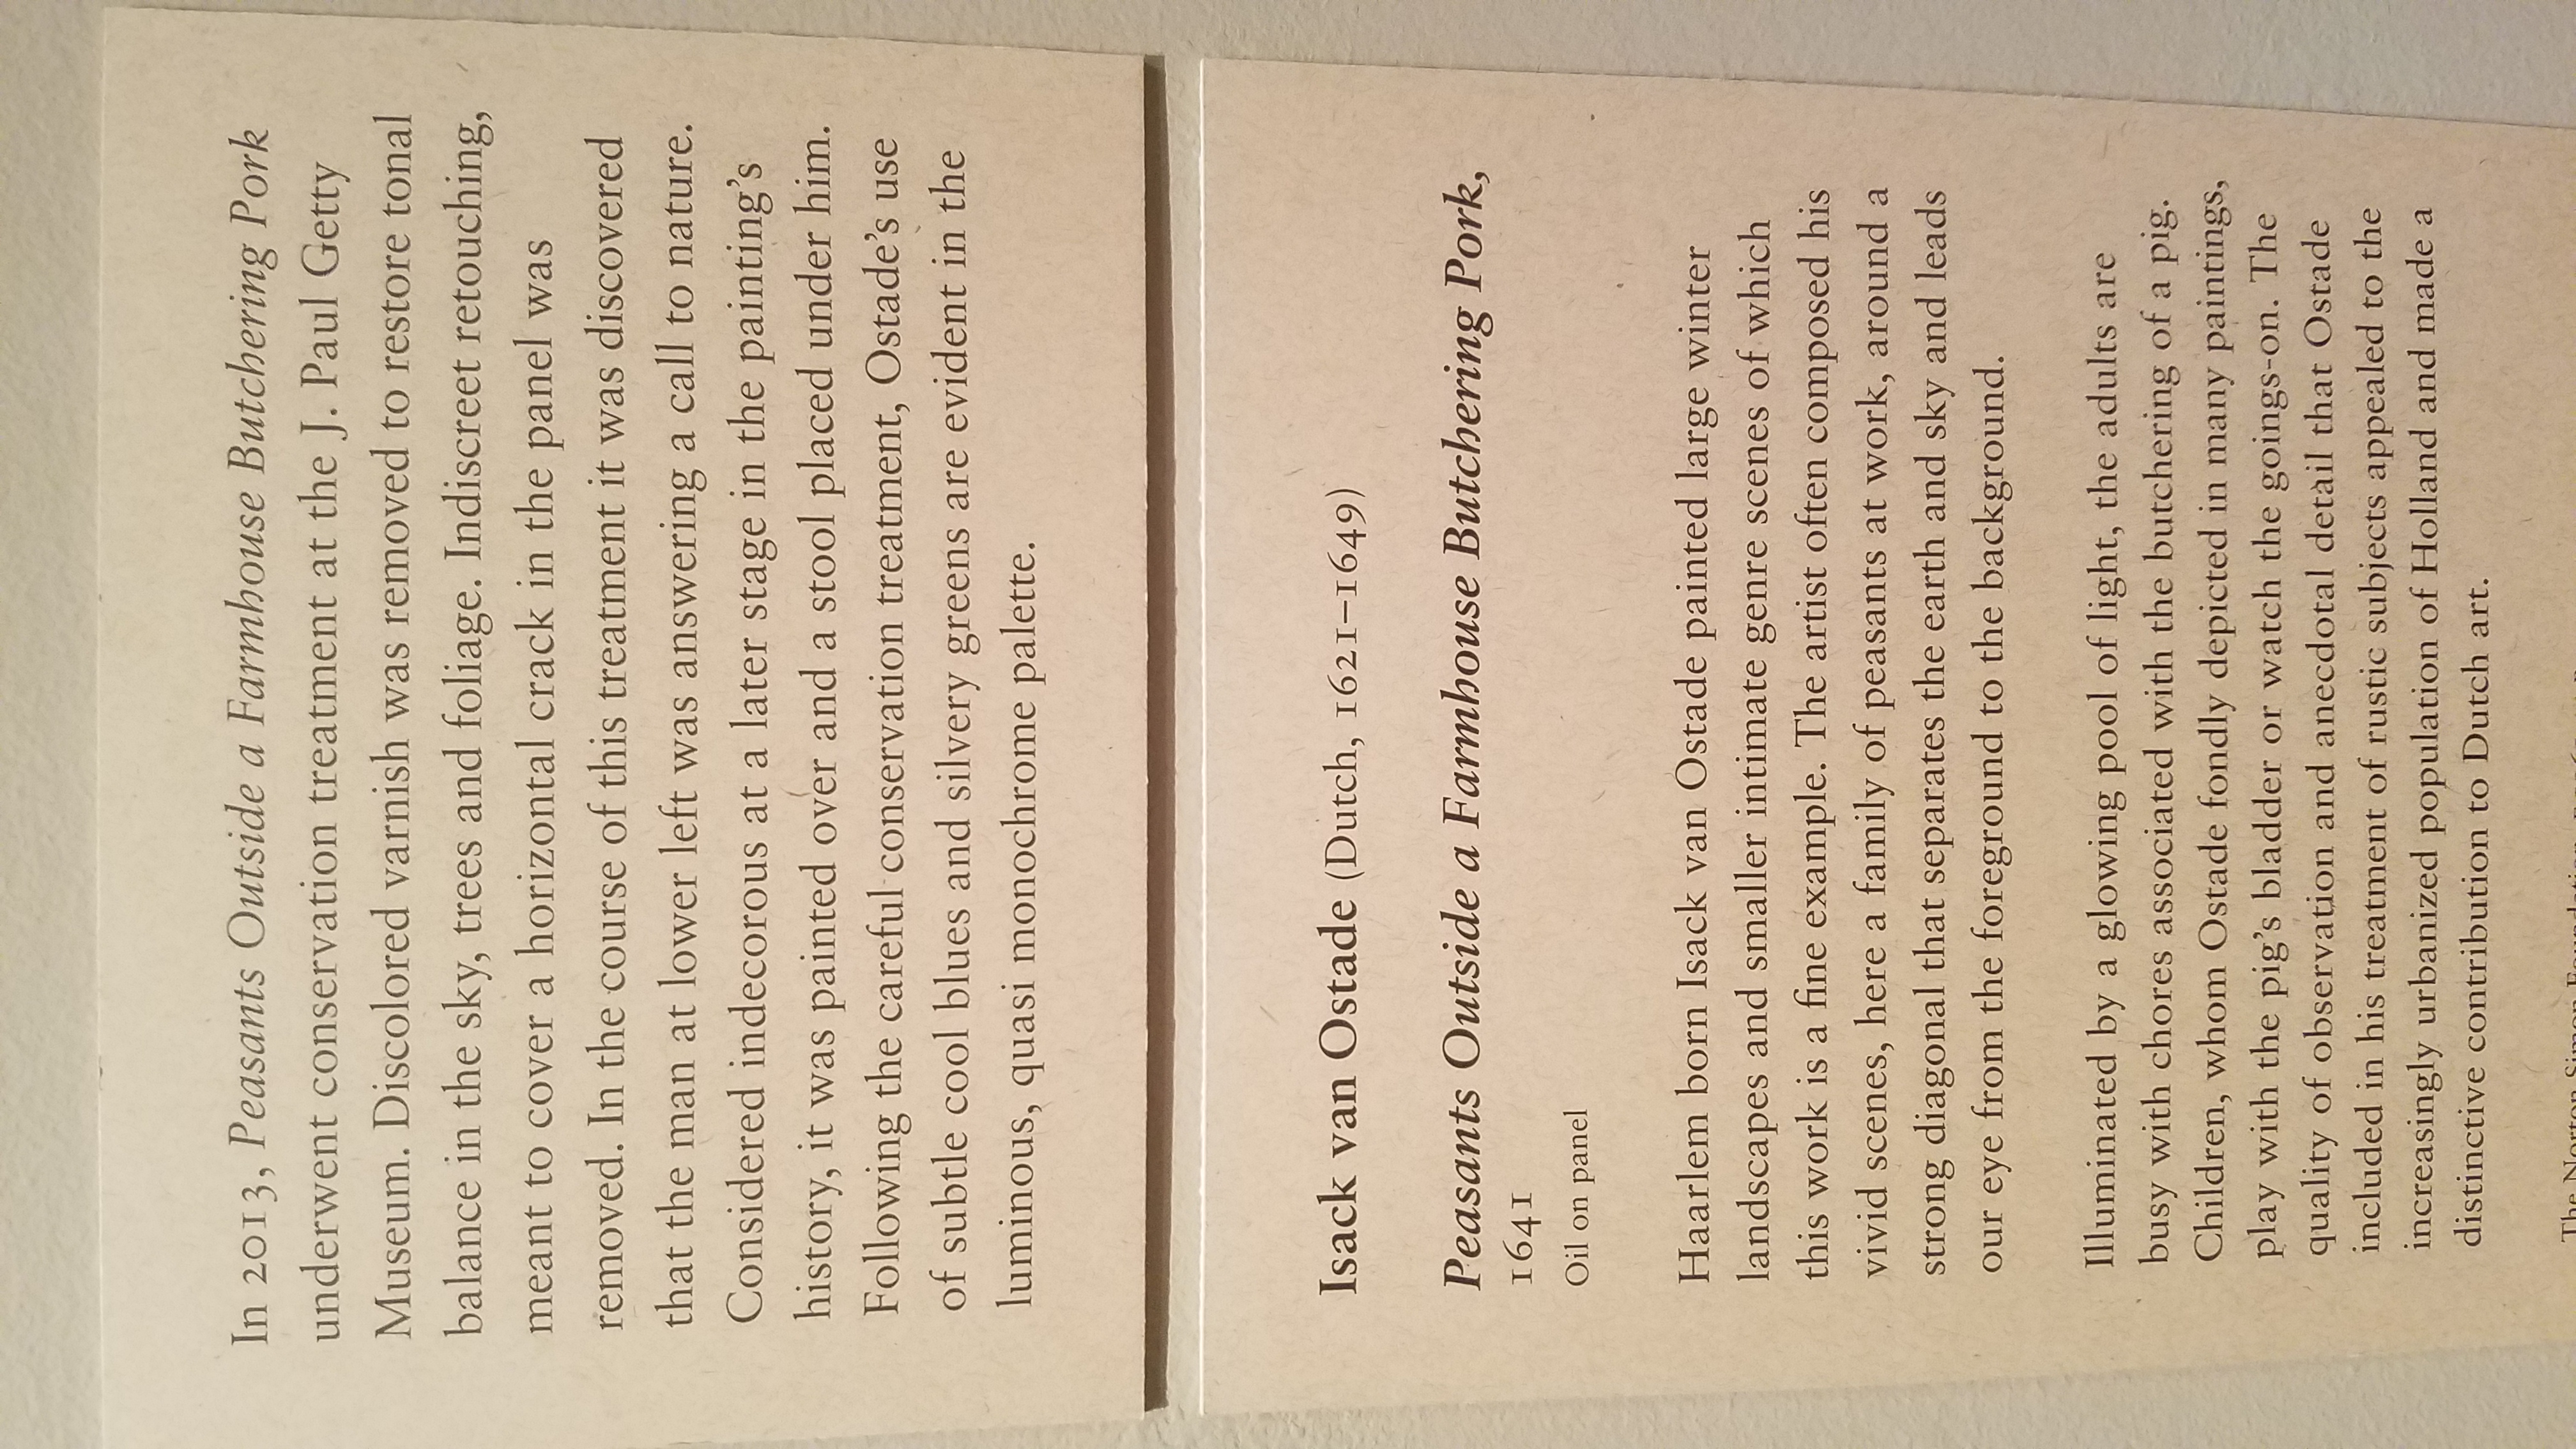 In 2013, Peasants Outside a Farmhouse Butchering Pork
underwent conservation treatment at the J. Paul Getty
Museum. Discolored varnish was removed to restore tonal
balance in the sky, trees and foliage. Indiscreet retouching,
meant to cover a horizontal crack in the panel was
removed. In the course of this treatment it was discovered
that the man at lower left was answering a call to nature.
Considered indecorous at a later stage in the painting's
history, it was painted over and a stool placed under him.
Following the careful conservation treatment, Ostade's use
of subtle cool blues and silvery greens are evident in the
luminous, quasi monochrome palette.
Isack van Ostade (Dutch, 1621–1649)
Peasants Outside a Farmhouse Butchering Pork,
1641
Oil on panel
Haarlem born Isack van Ostade painted large winter
landscapes and smaller intimate genre scenes of which
this work is a fine example. The artist often composed his
vivid scenes, here a family of peasants at work, around a
strong diagonal that separates the earth and sky and leads
our eye from the foreground to the background.
Illuminated by a glowing pool of light, the adults are
busy with chores associated with the butchering of a pig.
Children, whom Ostade fondly depicted in many paintings,
play with the pig's bladder or watch the goings-on. The
quality of observation and anecdotal detail that Ostade
included in his treatment of rustic subjects appealed to the
increasingly urbanized population of Holland and made a
distinctive contribution to Dutch art.
The Norton Simon Foundation,